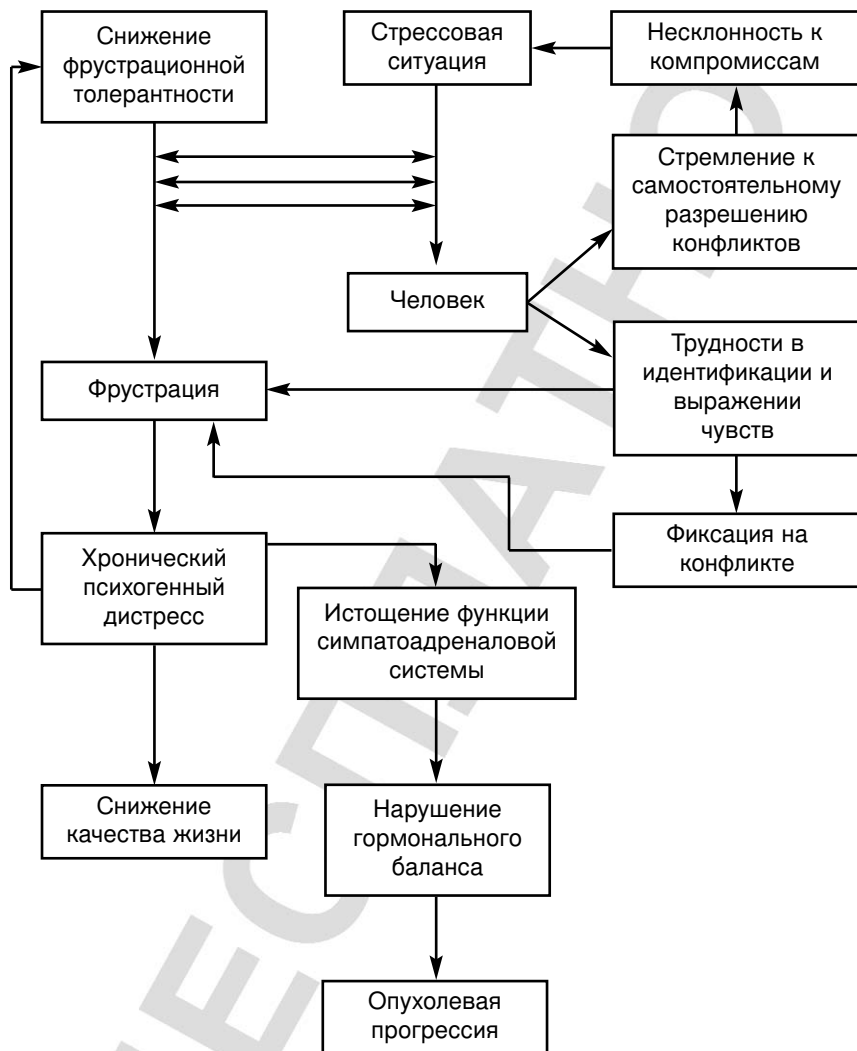 Снижение
фрустрационной
толерантности
Стрессовая
ситуация
Несклонность к
компромиссам
Стремление к
самостоятельному
разрешению
конфликтов
Человек
Трудности в
идентификации и
выражении
чувств
Фрустрация
Фиксация на
конфликте
Хронический
психогенный
дистресс
Истощение функции
симпатоадреналовой
системы
Снижение
качества жизни
Нарушение
гормонального
баланса
Опухолевая
прогрессия